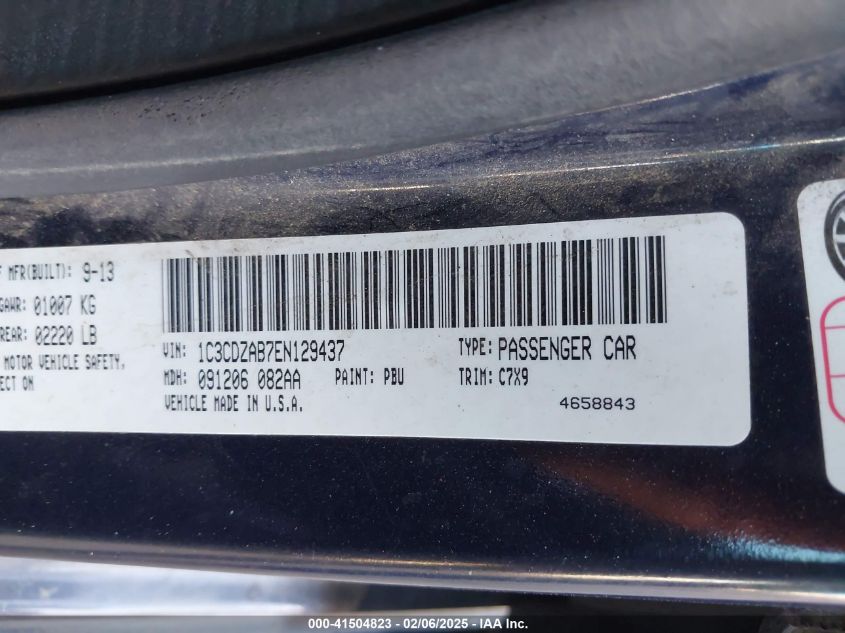 F MFR(BUILT): 9-13
GAWR: 01007 KG
REAR: 02220 LB
MOTOR VEHICLE SAFETY,
ECT ON
VIN: 1C3CDZAB7EN129437 TYPE: PASSENGER CAR
MDH: 091206 082AA PAINT: PBU TRIM: C7X9
VEHICLE MADE IN U.S.A. 4658843
000-41504823 - 02/06/2025 - IAA Inc.